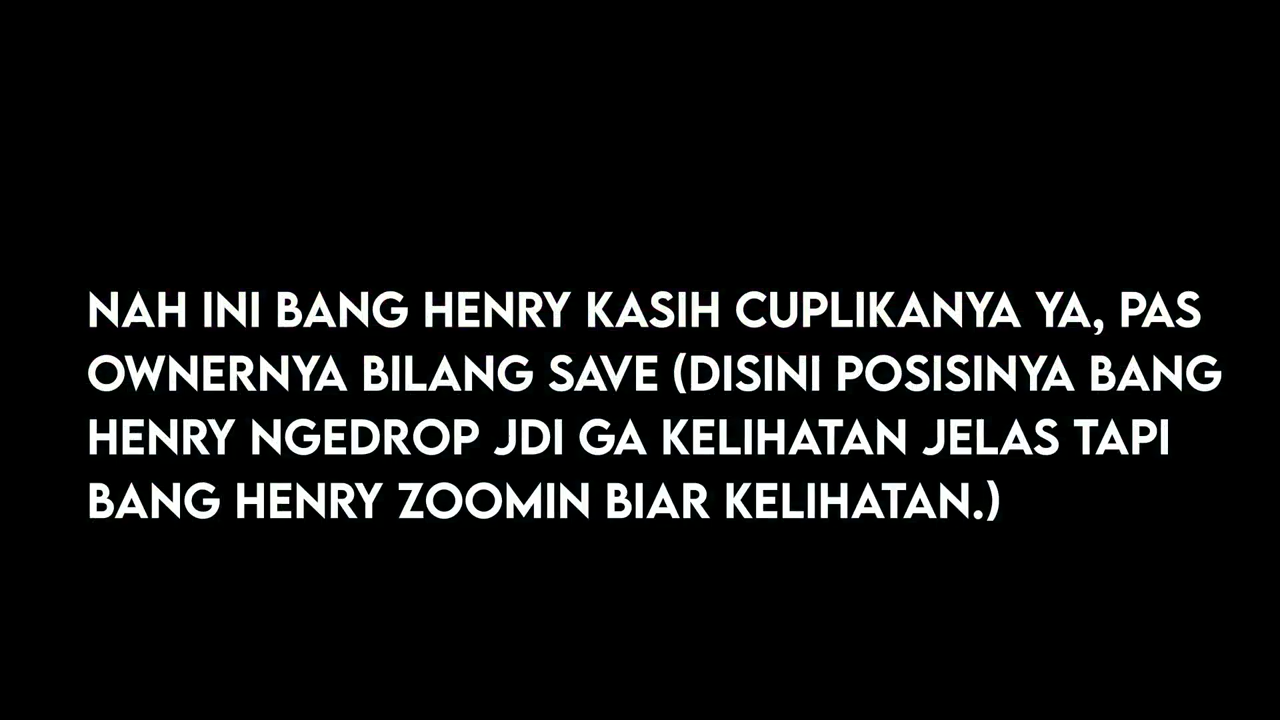 NAH INI BANG HENRY KASIH CUPLIKANYA YA, PAS
OWNERNYA BILANG SAVE (DISINI POSISINYA BANG
HENRY NGEDROP JDI GA KELIHATAN JELAS TAPI
BANG HENRY ZOOMIN BIAR KELIHATAN.)